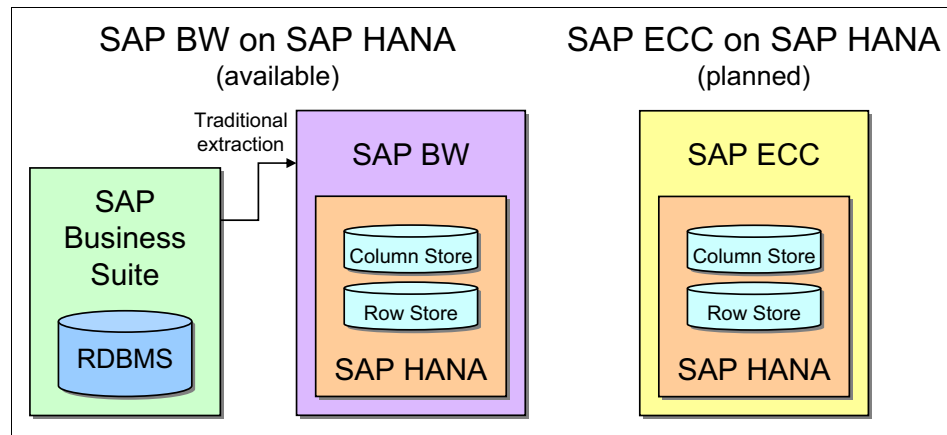 SAP BW on SAP HANA
(available)
SAP ECC on SAP HANA
(planned)
Traditional
extraction
SAP
Business
Suite
RDBMS
SAP BW
Column Store
Row Store
SAP HANA
SAP ECC
Column Store
Row Store
SAP HANA